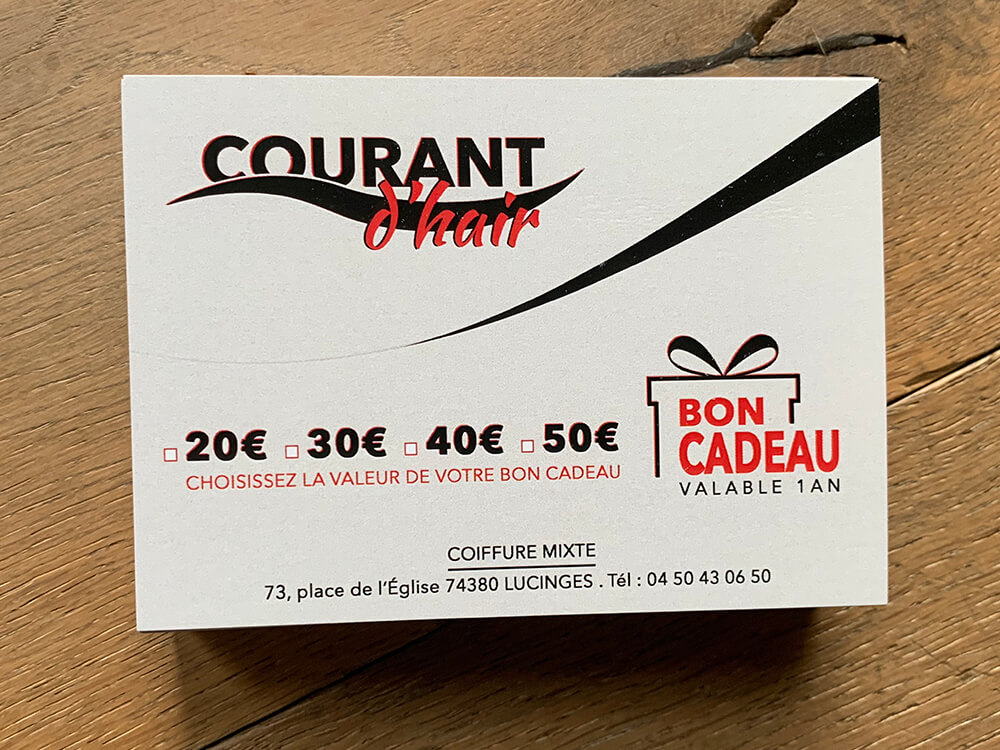 COURANT
d'hair
20€ 30€ 40€ 50€
CHOISISSEZ LA VALEUR DE VOTRE BON CADEAU
BON
CADEAU
VALABLE 1AN
COIFFURE MIXTE
73, place de l'Église 74380 LUCINGES . Tél : 04 50 43 06 50